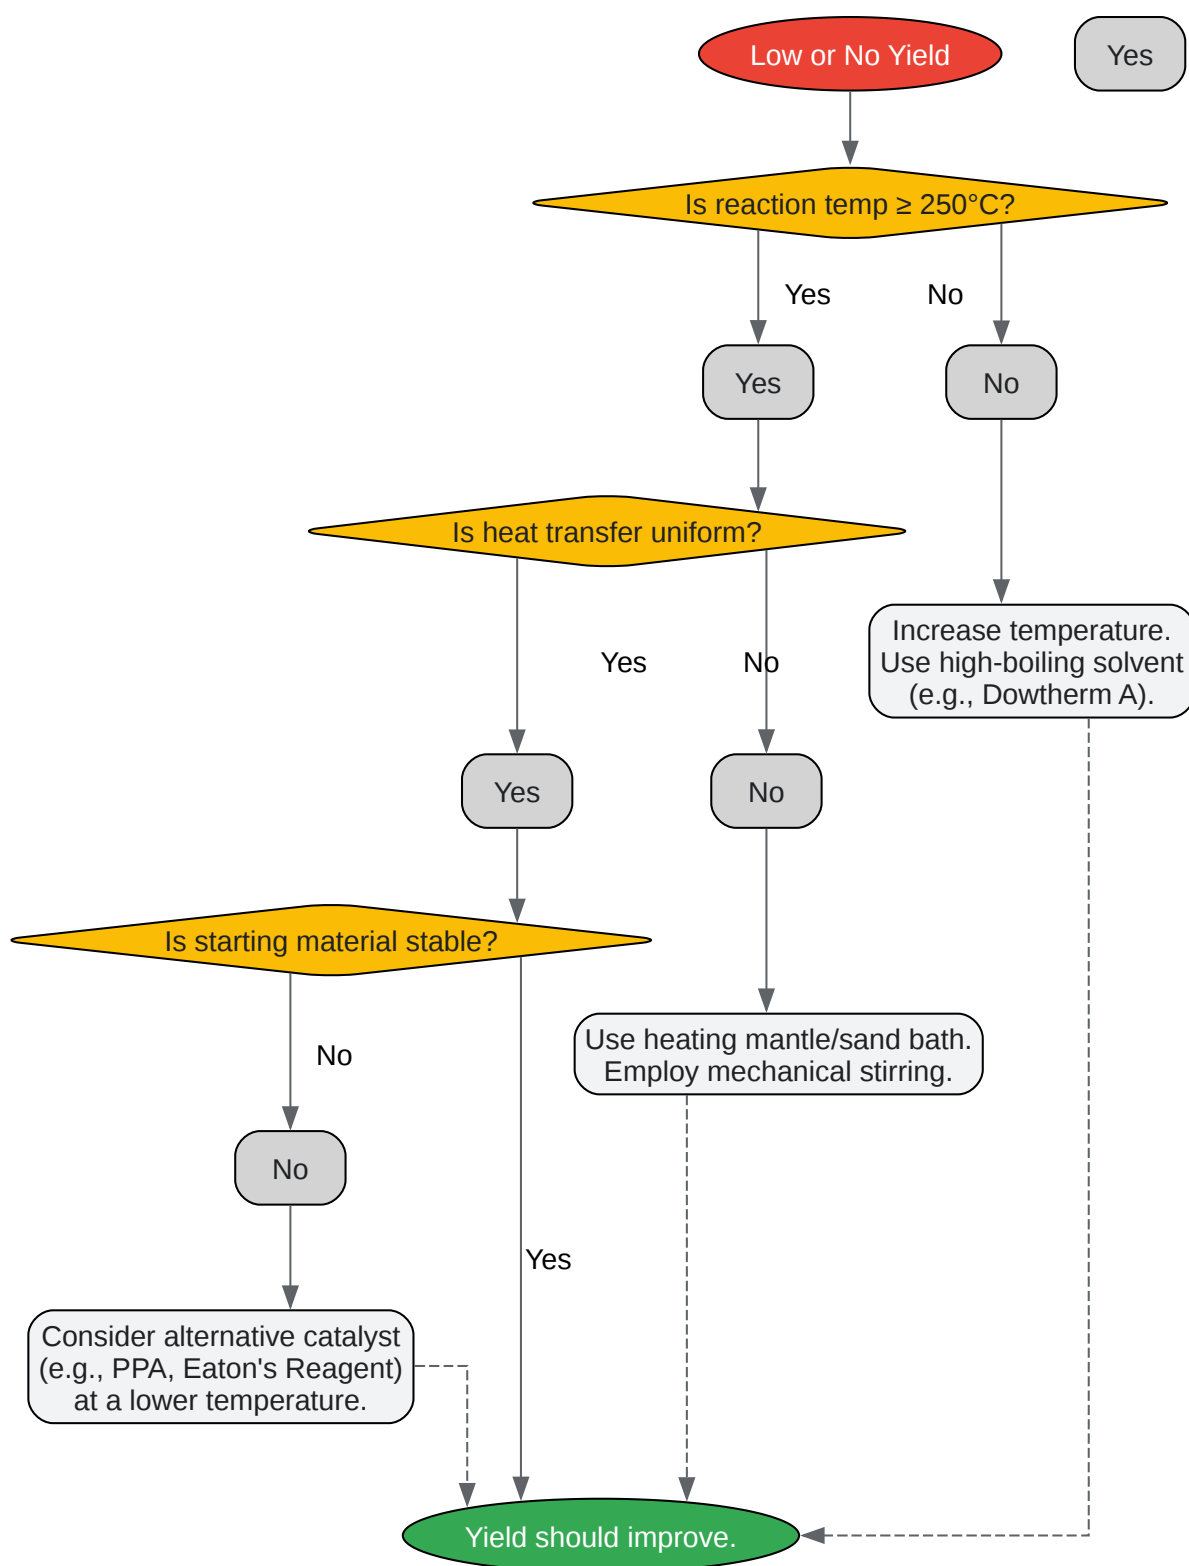 Low or No Yield
Yes
Is reaction temp ≥ 250°C?
Yes
No
Yes
No
Is heat transfer uniform?
Increase temperature.
Use high-boiling solvent
(e.g., Dowtherm A).
Yes
No
Yes
No
Is starting material stable?
Use heating mantle/sand bath.
Employ mechanical stirring.
No
No
Yes
Consider alternative catalyst
(e.g., PPA, Eaton's Reagent)
at a lower temperature.
Yield should improve.